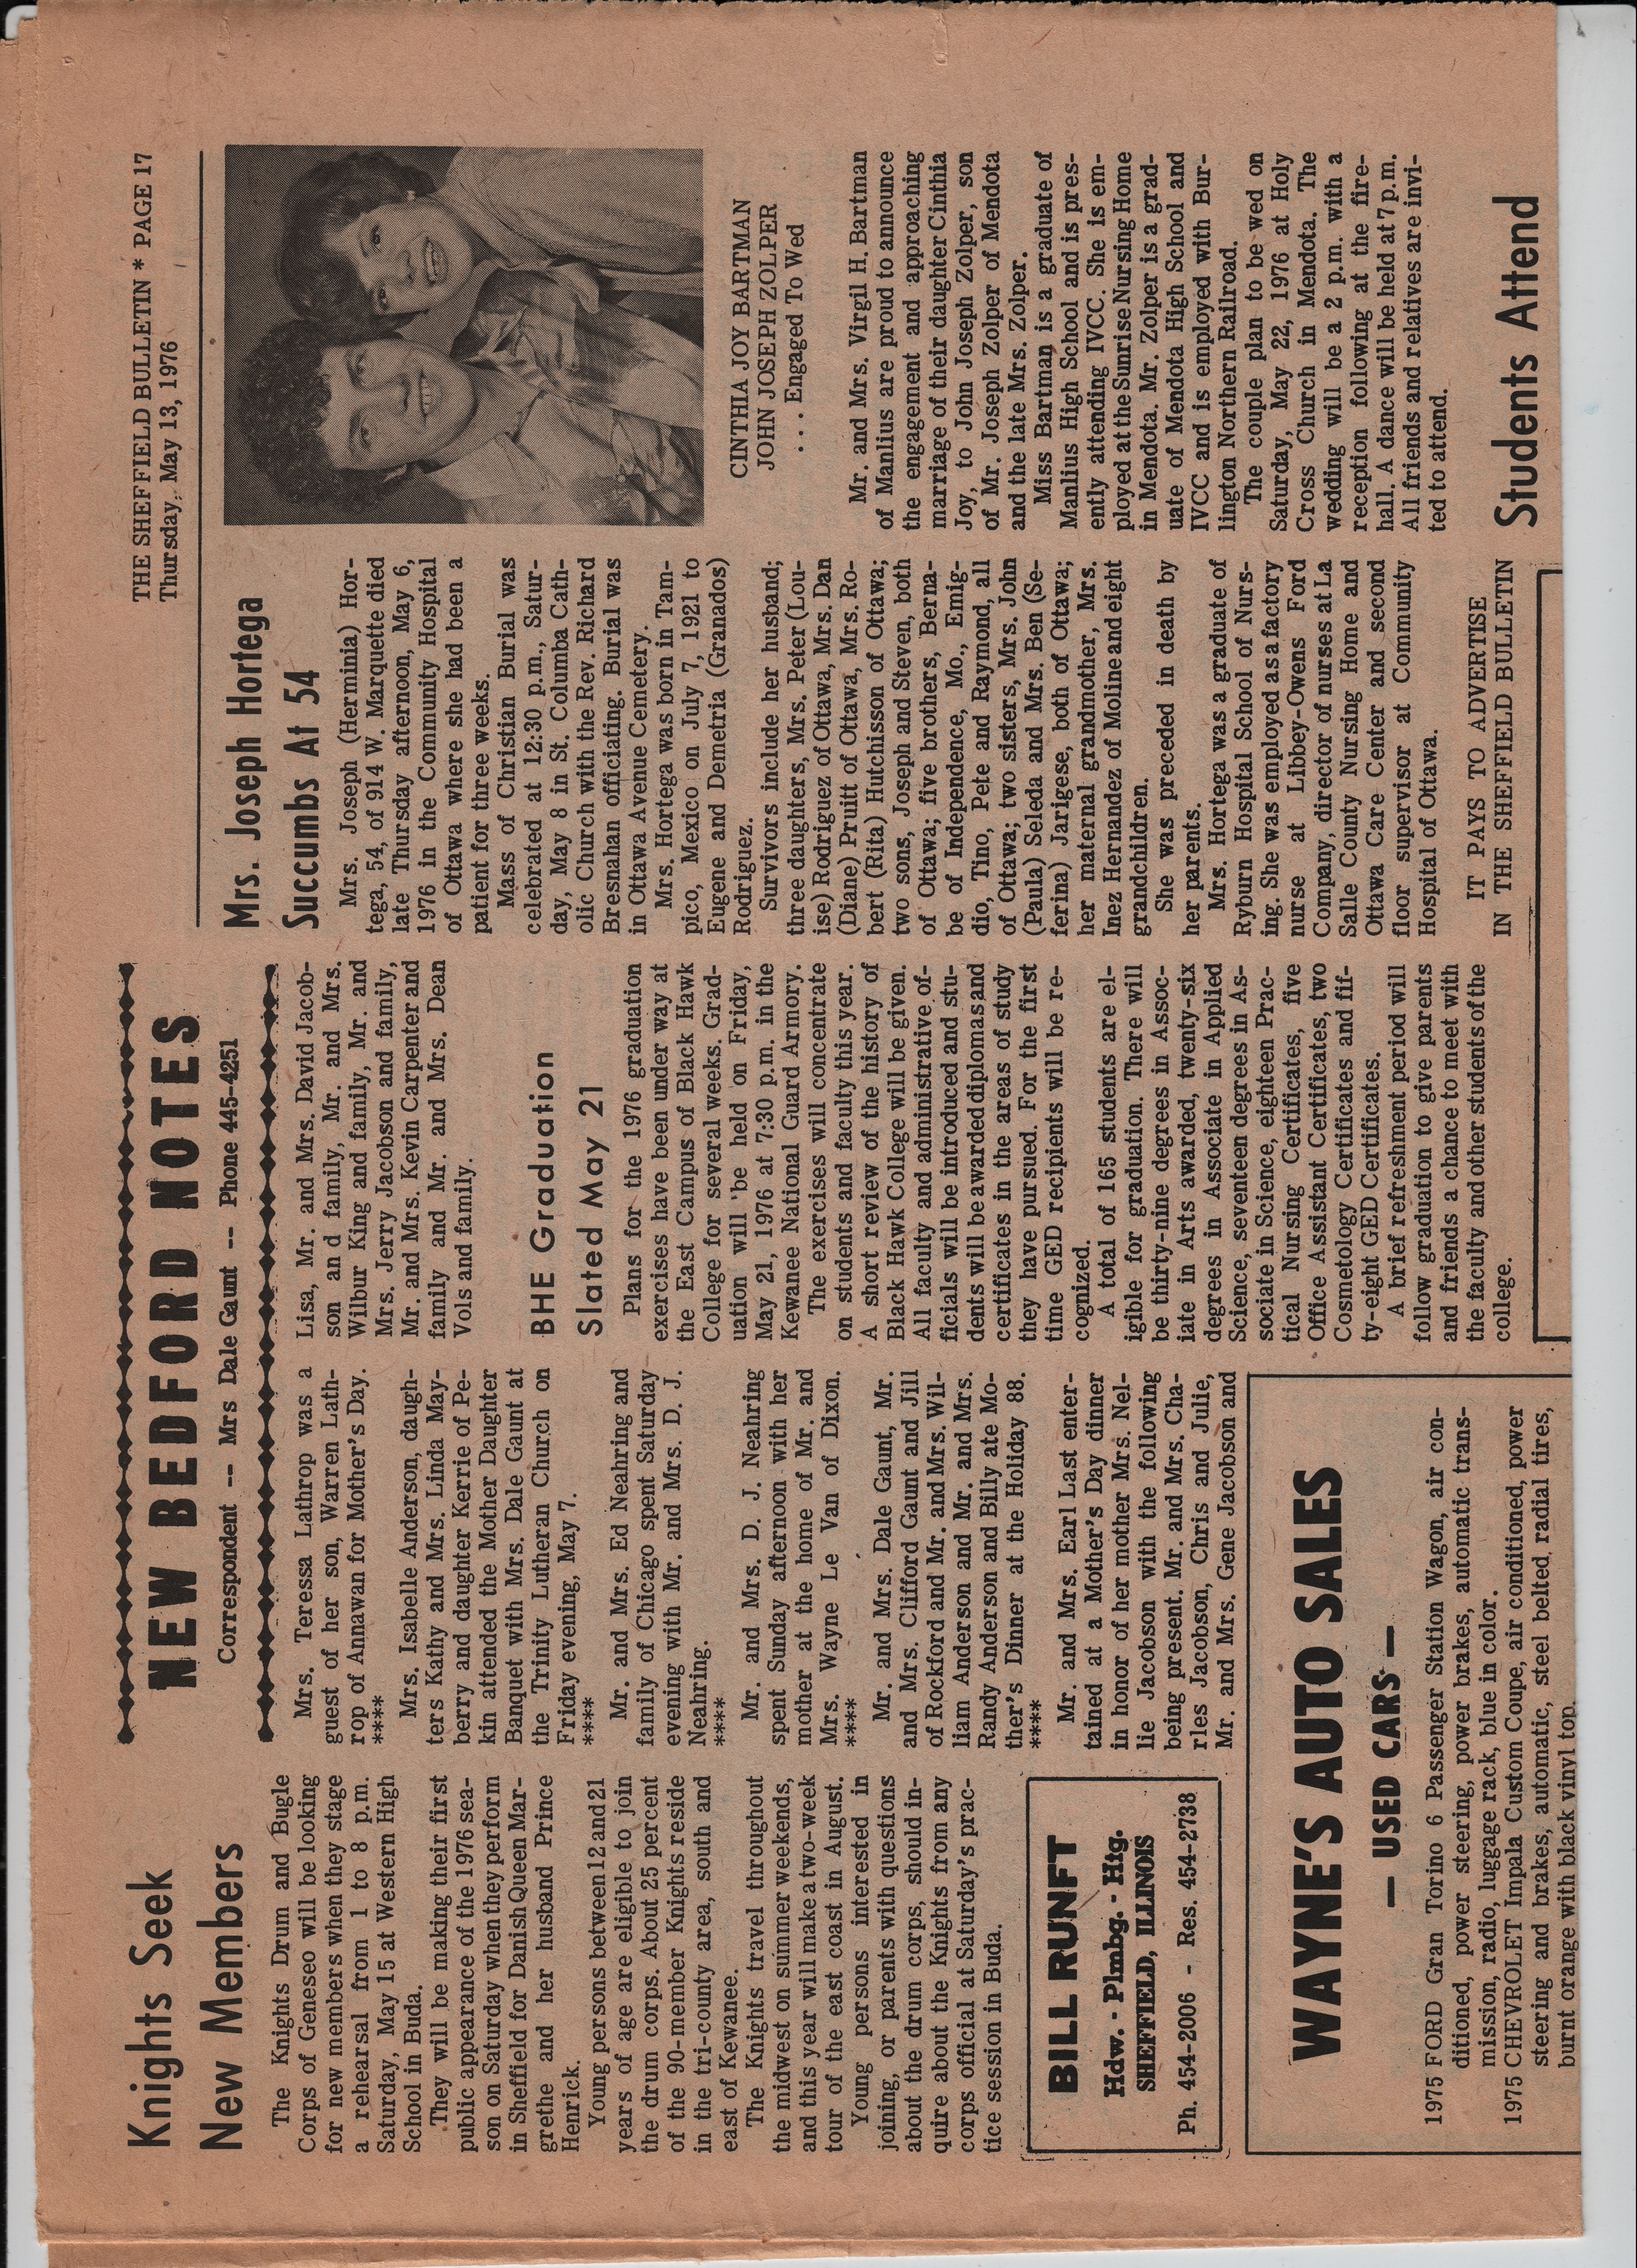 THE SHEFFIELD BULLETIN * PAGE 17
Thursday, May 13, 1976
Knights Seek
New Members
The Knights Drum and Bugle
Corps of Geneseo will be looking
for new members when they stage
a rehearsal from 1 to 8 p.m.
Saturday, May 15 at Western High
School in Buda.
They will be making their first
public appearance of the 1976 sea-
son on Saturday when they perform
in Sheffield for Danish Queen Mar-
grethe and her husband Prince
Henrick.
Young persons between 12 and 21
years of age are eligible to join
the drum corps. About 25 percent
of the 90-member Knights reside
in the tri-county area, south and
east of Kewanee.
The Knights travel throughout
the midwest on summer weekends,
and this year will make a two-week
tour of the east coast in August.
Young persons interested in
joining, or parents with questions
about the drum corps, should in-
quire about the Knights from any
corps official at Saturday's prac-
tice session in Buda.
BILL RUNFT
Hdw. - Plmbg. - Htg.
SHEFFIELD, ILLINOIS
Ph. 454-2006 - Res. 454-2738
NEW BEDFORD NOTES
Correspondent -- Mrs Dale Gaunt -- Phone 445-4251
Mrs. Teressa Lathrop was a
guest of her son, Warren Lath-
rop of Annawan for Mother's Day.
****
Mrs. Isabelle Anderson, daugh-
ters Kathy and Mrs. Linda May-
berry and daughter Kerrie of Pe-
kin attended the Mother Daughter
Banquet with Mrs. Dale Gaunt at
the Trinity Lutheran Church on
Friday evening, May 7.
****
Mr. and Mrs. Ed Neahring and
family of Chicago spent Saturday
evening with Mr. and Mrs. D. J.
Neahring.
****
Mr. and Mrs. D. J. Neahring
spent Sunday afternoon with her
mother at the home of Mr. and
Mrs. Wayne Le Van of Dixon.
****
Mr. and Mrs. Dale Gaunt, Mr.
and Mrs. Clifford Gaunt and Jill
of Rockford and Mr. and Mrs. Wil-
liam Anderson and Mr. and Mrs.
Randy Anderson and Billy ate Mo-
ther's Dinner at the Holiday 88.
****
Mr. and Mrs. Earl Last enter-
tained at a Mother's Day dinner
in honor of her mother Mrs. Nel-
lie Jacobson with the following
being present. Mr. and Mrs. Cha-
rles Jacobson, Chris and Julie,
Mr. and Mrs. Gene Jacobson and
Lisa, Mr. and Mrs. David Jacob-
son an d family, Mr. and Mrs.
Wilbur King and family, Mr. and
Mrs. Jerry Jacobson and family,
Mr. and Mrs. Kevin Carpenter and
family and Mr. and Mrs. Dean
Vols and family.
BHE Graduation
Slated May 21
Plans for the 1976 graduation
exercises have been under way at
the East Campus of Black Hawk
College for several weeks. Grad-
uation will be held on Friday,
May 21, 1976 at 7:30 p.m. in the
Kewanee National Guard Armory.
The exercises will concentrate
on students and faculty this year.
A short review of the history of
Black Hawk College will be given.
All faculty and administrative of-
ficials will be introduced and stu-
dents will be awarded diplomas and
certificates in the areas of study
they have pursued. For the first
time GED recipients will be re-
cognized.
A total of 165 students are el-
igible for graduation. There will
be thirty-nine degrees in Assoc-
iate in Arts awarded, twenty-six
degrees in Associate in Applied
Science, seventeen degrees in As-
sociate in Science, eighteen Prac-
tical Nursing Certificates, five
Office Assistant Certificates, two
Cosmetology Certificates and fif-
ty-eight GED Certificates.
A brief refreshment period will
follow graduation to give parents
and friends a chance to meet with
the faculty and other students of the
college.
WAYNE'S AUTO SALES
— USED CARS —
1975 FORD Gran Torino 6 Passenger Station Wagon, air con-
ditioned, power steering, power brakes, automatic trans-
mission, radio, luggage rack, blue in color.
1975 CHEVROLET Impala Custom Coupe, air conditioned, power
steering and brakes, automatic, steel belted radial tires,
burnt orange with black vinyl top.
Mrs. Joseph Hortega
Succumbs At 54
Mrs. Joseph (Herminia) Hor-
tega, 54, of 914 W. Marquette died
late Thursday afternoon, May 6,
1976 in the Community Hospital
of Ottawa where she had been a
patient for three weeks.
Mass of Christian Burial was
celebrated at 12:30 p.m., Satur-
day, May 8 in St. Columba Cath-
olic Church with the Rev. Richard
Bresnahan officiating. Burial was
in Ottawa Avenue Cemetery.
Mrs. Hortega was born in Tam-
pico, Mexico on July 7, 1921 to
Eugene and Demetria (Granados)
Rodriguez.
Survivors include her husband;
three daughters, Mrs. Peter (Lou-
ise) Rodriguez of Ottawa, Mrs. Dan
(Diane) Pruitt of Ottawa, Mrs. Ro-
bert (Rita) Hutchisson of Ottawa;
two sons, Joseph and Steven, both
of Ottawa; five brothers, Berna-
be of Independence, Mo., Emig-
dio, Tino, Pete and Raymond, all
of Ottawa; two sisters, Mrs. John
(Paula) Seleda and Mrs. Ben (Se-
ferina) Jarigese, both of Ottawa;
her maternal grandmother, Mrs.
Inez Hernandez of Moline and eight
grandchildren.
She was preceded in death by
her parents.
Mrs. Hortega was a graduate of
Ryburn Hospital School of Nurs-
ing. She was employed as a factory
nurse at Libbey-Owens Ford
Company, director of nurses at La
Salle County Nursing Home and
Ottawa Care Center and second
floor supervisor at Community
Hospital of Ottawa.
IT PAYS TO ADVERTISE
IN THE SHEFFIELD BULLETIN
CINTHIA JOY BARTMAN
JOHN JOSEPH ZOLPER
. . . Engaged To Wed
Mr. and Mrs. Virgil H. Bartman
of Manlius are proud to announce
the engagement and approaching
marriage of their daughter Cinthia
Joy, to John Joseph Zolper, son
of Mr. Joseph Zolper of Mendota
and the late Mrs. Zolper.
Miss Bartman is a graduate of
Manlius High School and is pres-
ently attending IVCC. She is em-
ployed at the Sunrise Nursing Home
in Mendota. Mr. Zolper is a grad-
uate of Mendota High School and
IVCC and is employed with Bur-
lington Northern Railroad.
The couple plan to be wed on
Saturday, May 22, 1976 at Holy
Cross Church in Mendota. The
wedding will be a 2 p.m. with a
reception following at the fire-
hall. A dance will be held at 7 p.m.
All friends and relatives are invi-
ted to attend.
Students Attend